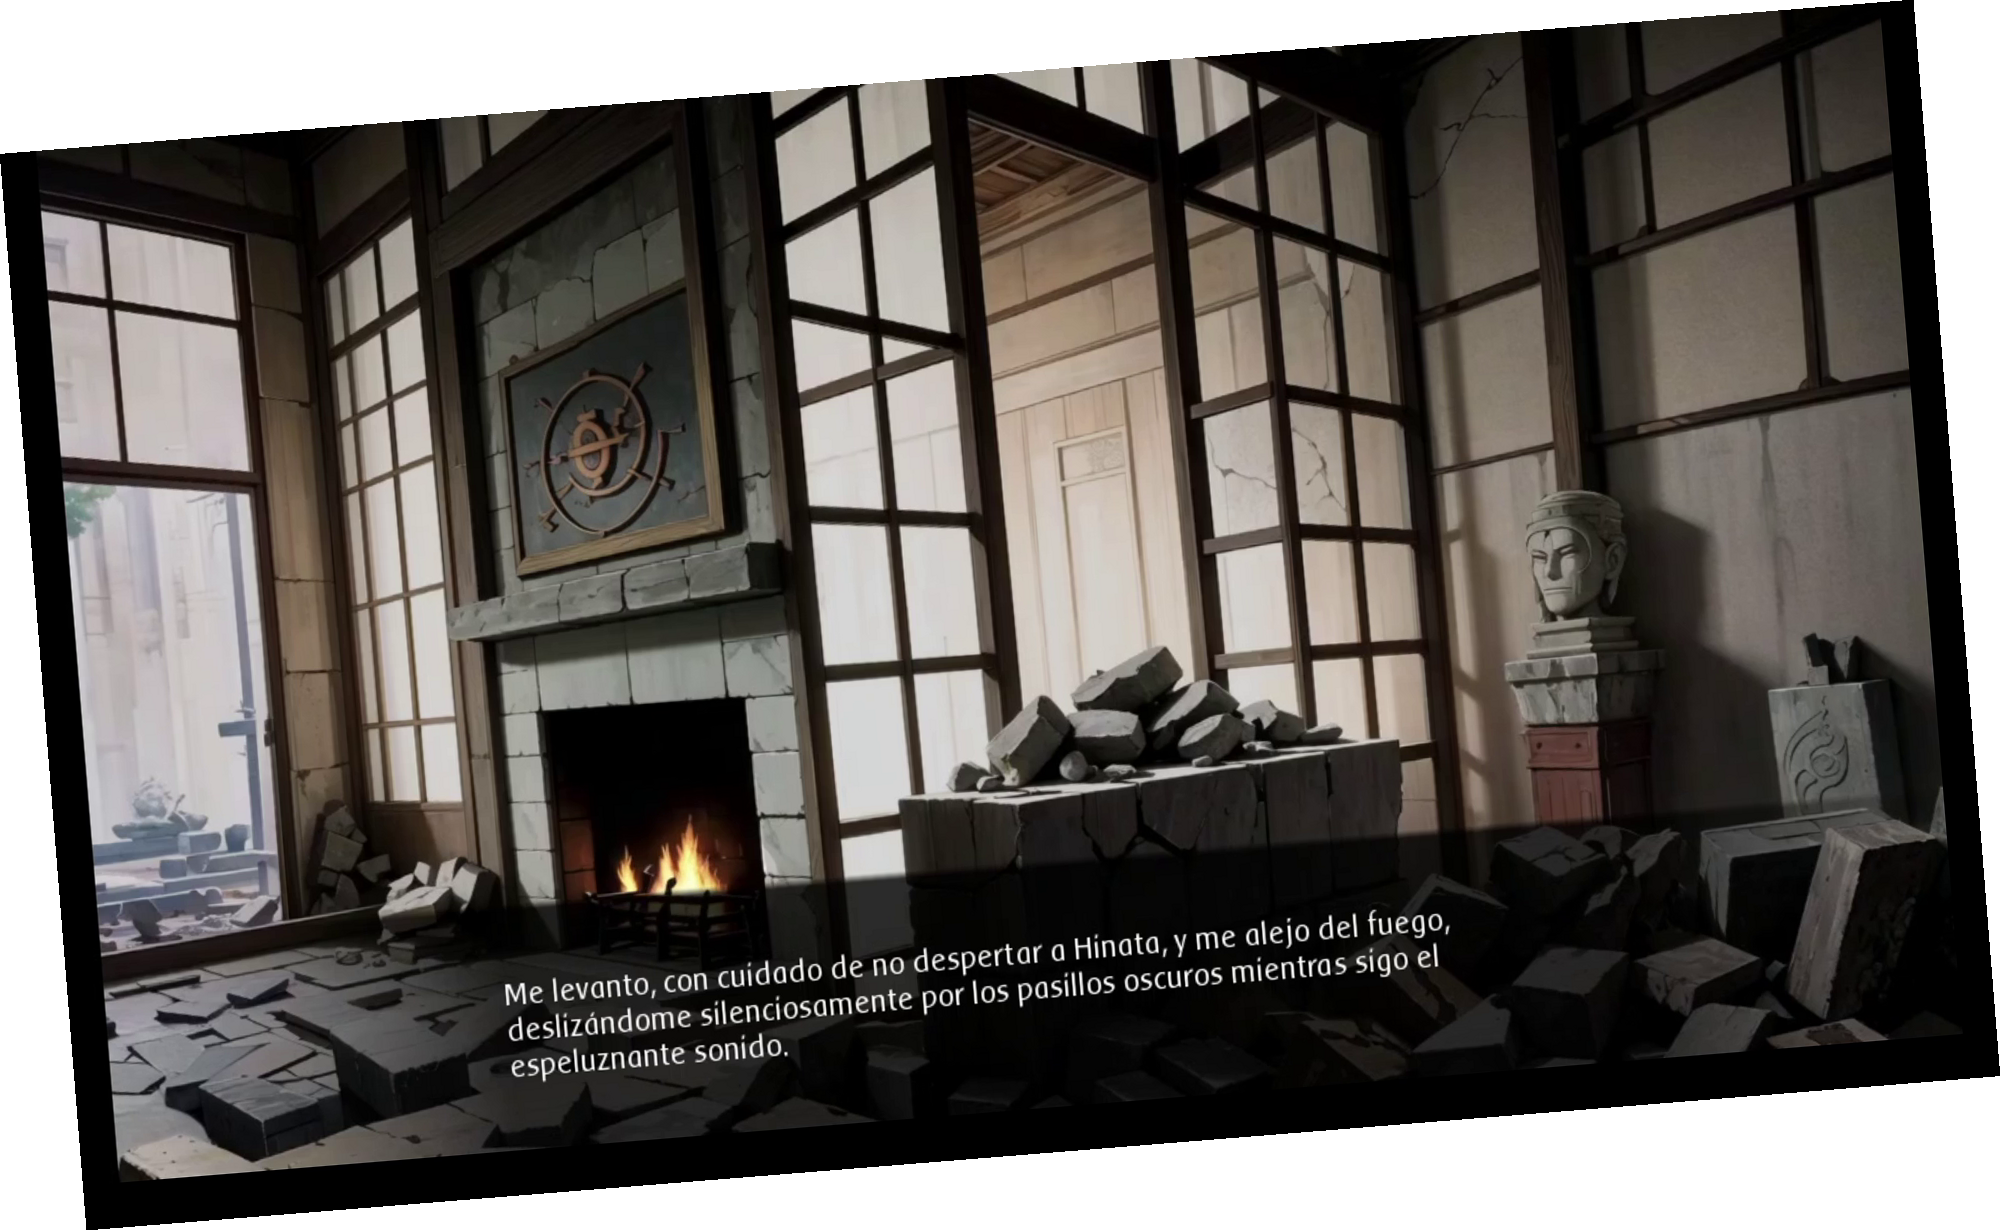 Me levanto, con cuidado de no despertar a Hinata, y me alejo del fuego,
deslizándome silenciosamente por los pasillos oscuros mientras sigo el
espeluznante sonido.